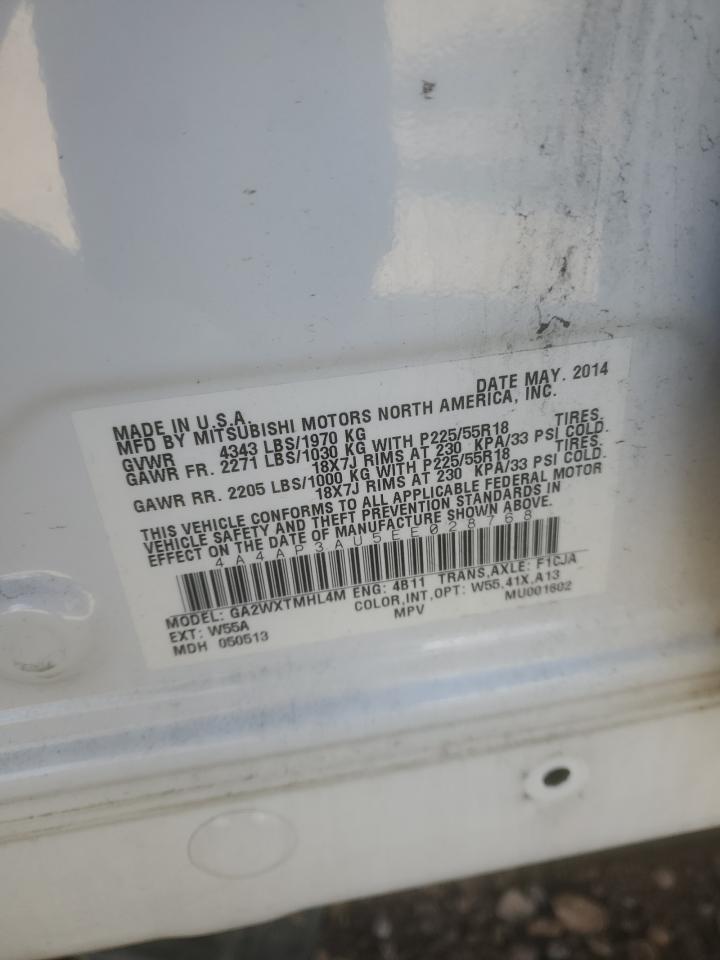 DATE MAY. 2014
MADE IN U.S.A.
MFD BY MITSUBISHI MOTORS NORTH AMERICA, INC.
GVWR 4343 LBS/1970 KG
GAWR FR. 2271 LBS/1030 KG WITH P225/55R18 TIRES.
18X7J RIMS AT 230 KPA/33 PSI COLD.
GAWR RR. 2205 LBS/1000 KG WITH P225/55R18 TIRES.
18X7J RIMS AT 230 KPA/33 PSI COLD.
THIS VEHICLE CONFORMS TO ALL APPLICABLE FEDERAL MOTOR
VEHICLE SAFETY AND THEFT PREVENTION STANDARDS IN
EFFECT ON THE DATE OF MANUFACTURE SHOWN ABOVE.
4A4AP3AU5EE028768
MODEL: GA2WXTMHL4M ENG: 4B11 TRANS,AXLE: F1CJA
EXT: W55A COLOR,INT,OPT: W55,41X,A13
MDH 050513 MPV MU001602